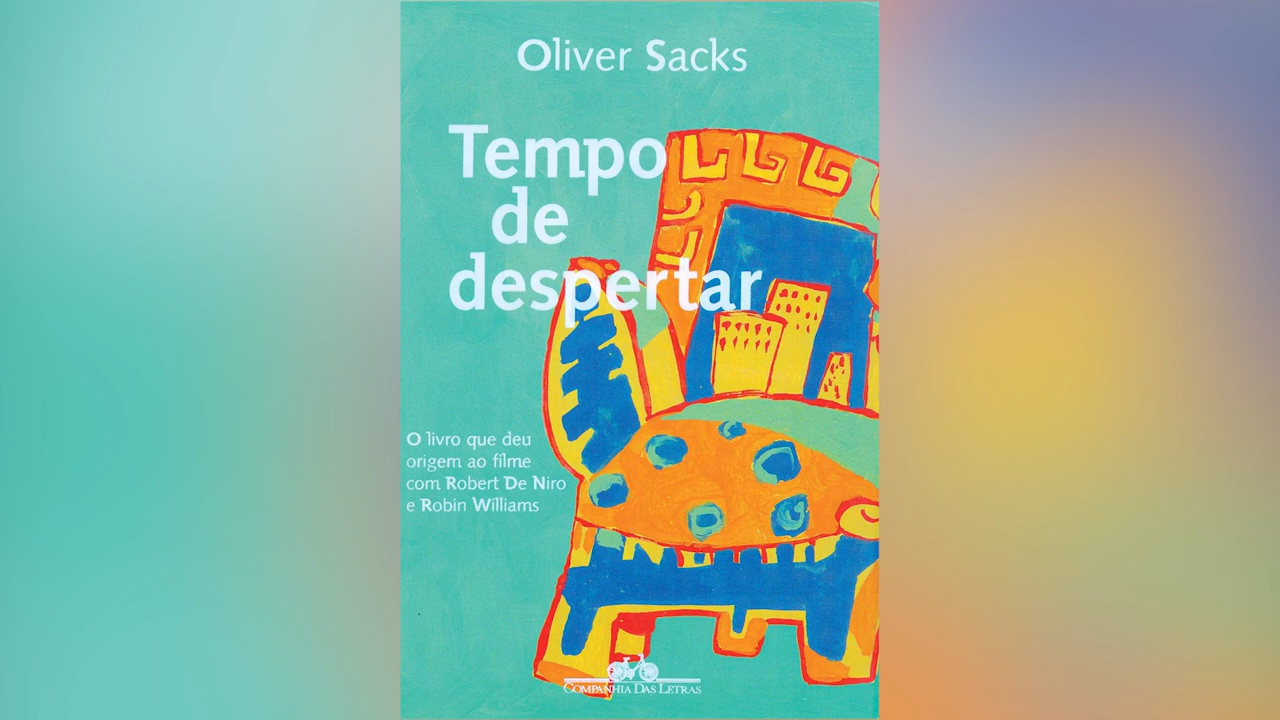 Oliver Sacks
Tempo
de
despertar
O livro que deu
origem ao filme
com Robert De Niro
e Robin Williams
Companhia Das Letras